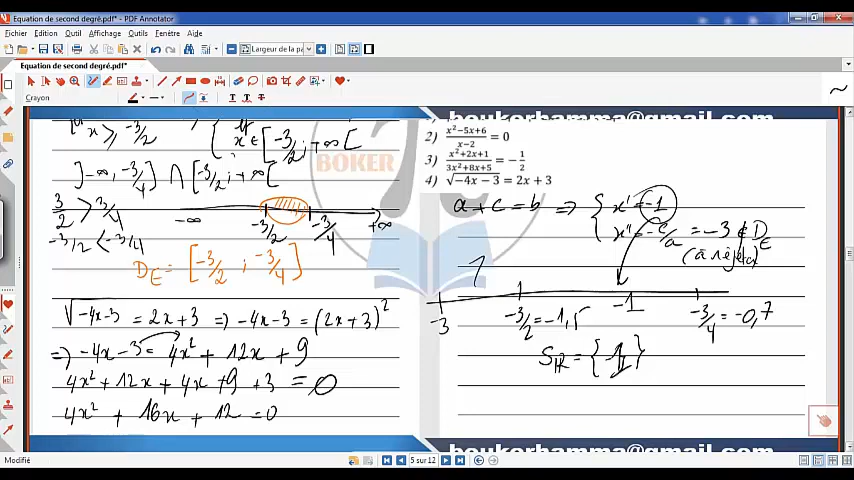 Equation de second degré.pdf* - PDF Annotator
Fichier Edition Outil Affichage Outils Fenêtre Aide
Largeur de la pa
Equation de second degré.pdf*
Crayon
x ≥ -3/2
x ∈ [-3/2 ; +∞[
]-∞, -3/4] ∩ [-3/2 ; +∞[
3/2 > 3/4
-3/2 < -3/4
-∞ -3/2 -3/4 +∞
D_E = [-3/2 ; -3/4]
√-4x-3 = 2x+3 ⇒ -4x-3 = (2x+3)²
⇒ -4x-3 = 4x² + 12x + 9
4x² + 12x + 4x + 9 + 3 = 0
4x² + 16x + 12 = 0
BOKER
boukerhamma@gmail.com
2) (x²-5x+6)/(x-2) = 0
3) (x²+2x+1)/(3x²+8x+5) = -1/2
4) √-4x-3 = 2x+3
a + c = b ⇒ { x' = -1
x'' = -c/a = -3 ∉ D_E
(à rejeté)
-3 -3/2 = -1,5 -1 -3/4 = -0,7
S_IR = { -1 }
boukerhamma@gmail.com
Modifié
5 sur 12